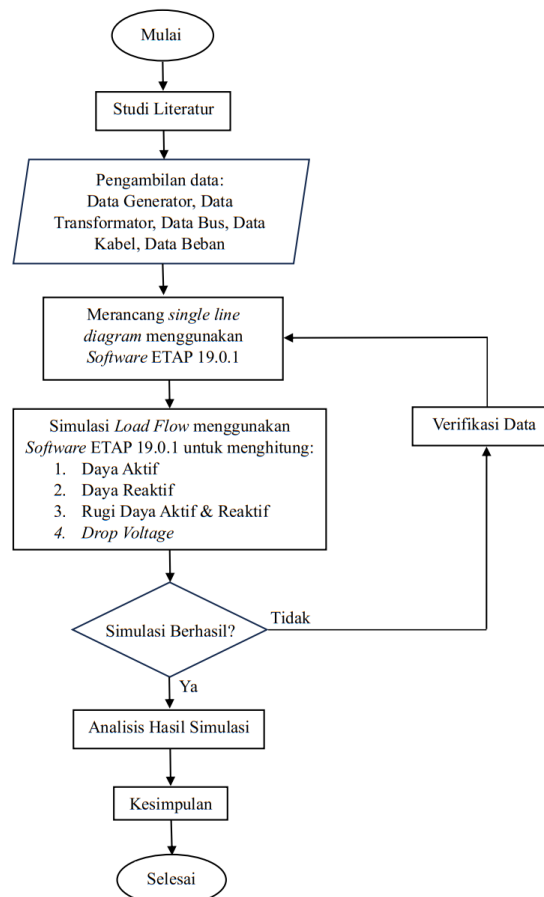 Mulai
Studi Literatur
Pengambilan data:
Data Generator, Data
Transformator, Data Bus, Data
Kabel, Data Beban
Merancang single line
diagram menggunakan
Software ETAP 19.0.1
Simulasi Load Flow menggunakan
Software ETAP 19.0.1 untuk menghitung:
1. Daya Aktif
2. Daya Reaktif
3. Rugi Daya Aktif & Reaktif
4. Drop Voltage
Verifikasi Data
Simulasi Berhasil?
Tidak
Ya
Analisis Hasil Simulasi
Kesimpulan
Selesai